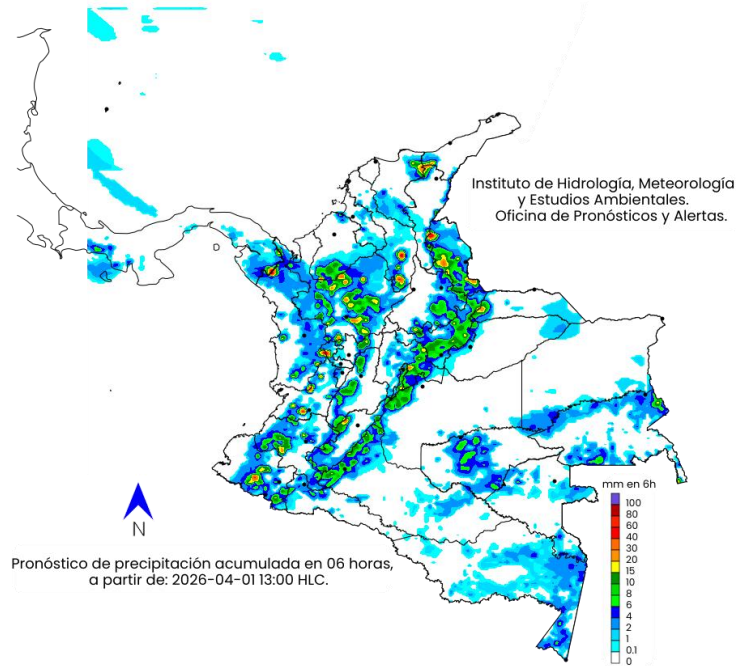 Instituto de Hidrología, Meteorología
y Estudios Ambientales.
Oficina de Pronósticos y Alertas.
N
Pronóstico de precipitación acumulada en 06 horas,
a partir de: 2026-04-01 13:00 HLC.
mm en 6h
100
80
60
40
30
20
15
10
8
6
4
2
1
0.1
0